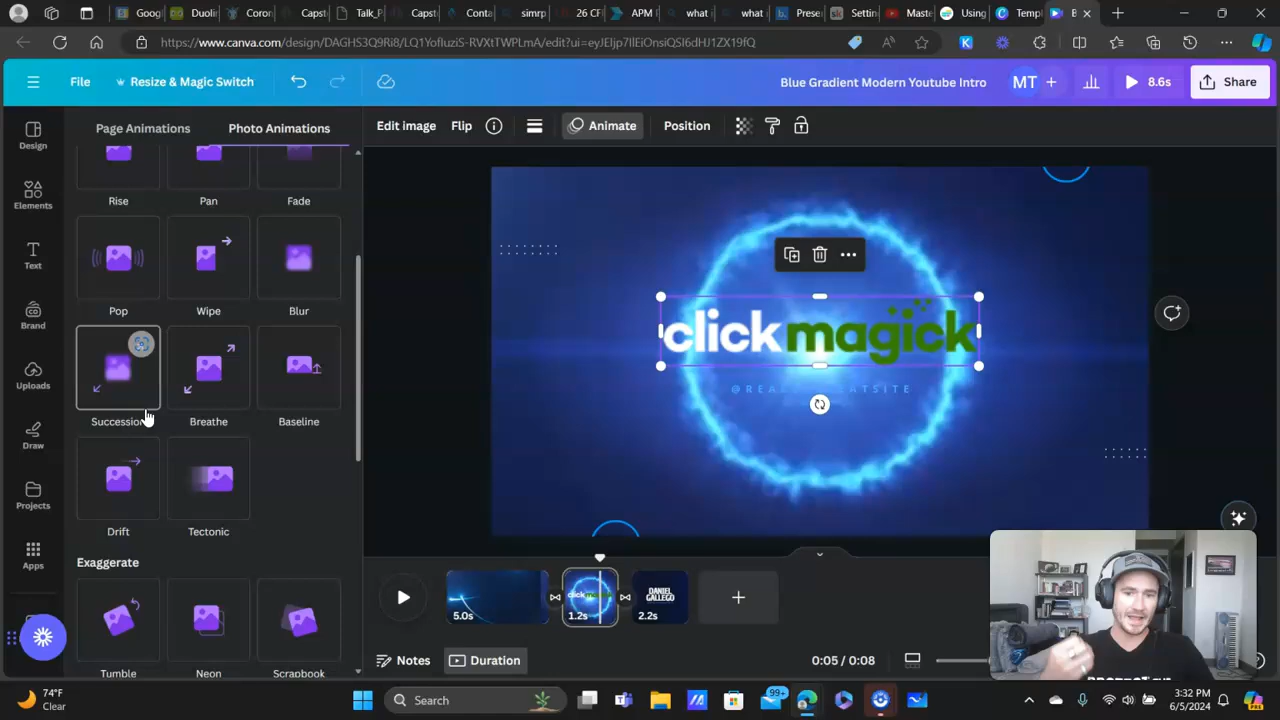 Goog
Duolin
Coron
Capst
Talk_P
Capst
Conta
simrp
26 CF
APM I
what
what
Prese
Settin
Maste
Using
Temp
B
https://www.canva.com/design/DAGHS3Q9Ri8/LQ1YofIuziS-RVXtTWPLmA/edit?ui=eyJEIjp7IlEiOnsiQSI6dHJ1ZX19fQ
File
Resize & Magic Switch
Blue Gradient Modern Youtube Intro
MT
+
8.6s
Share
Design
Elements
Text
Brand
Uploads
Draw
Projects
Apps
Page Animations
Photo Animations
Rise
Pan
Fade
Pop
Wipe
Blur
Succession
Breathe
Baseline
Drift
Tectonic
Exaggerate
Tumble
Neon
Scrapbook
Edit image
Flip
Animate
Position
clickmagick
5.0s
1.2s
DANIEL
GALLEGO
2.2s
Notes
Duration
0:05 / 0:08
74°F
Clear
Search
99+
3:32 PM
6/5/2024